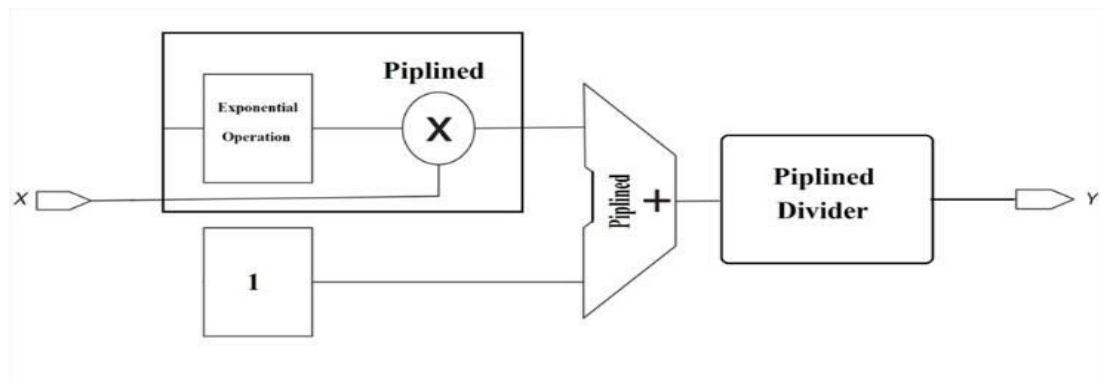 Piplined
Exponential
Operation
X
X
Piplined
+
Piplined
Divider
Y
1